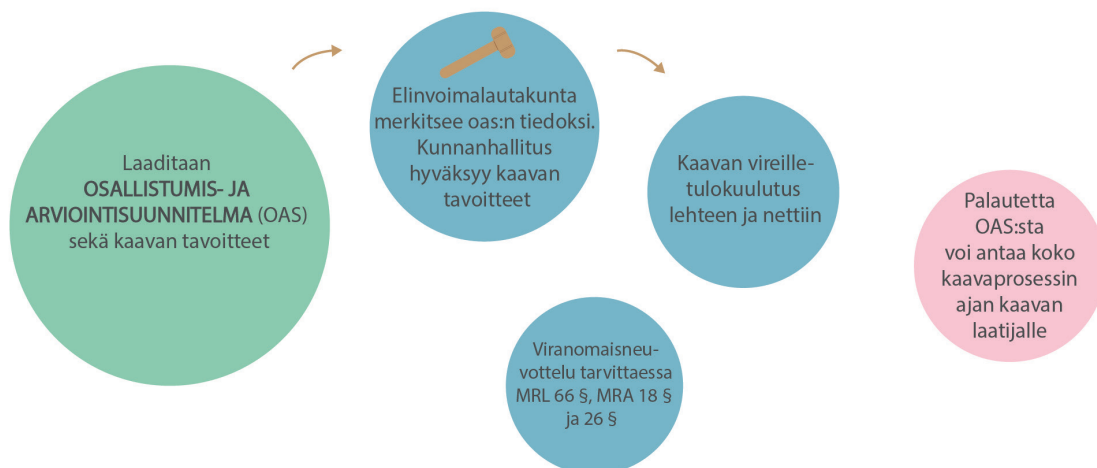 Laaditaan
OSALLISTUMIS- JA
ARVIOINTISUUNNITELMA (OAS)
sekä kaavan tavoitteet
Elinvoimalautakunta
merkitsee oas:n tiedoksi.
Kunnanhallitus
hyväksyy kaavan
tavoitteet
Kaavan vireille-
tulokuulutus
lehteen ja nettiin
Viranomaisneu-
vottelu tarvittaessa
MRL 66 §, MRA 18 §
ja 26 §
Palautetta
OAS:sta
voi antaa koko
kaavaprosessin
ajan kaavan
laatijalle